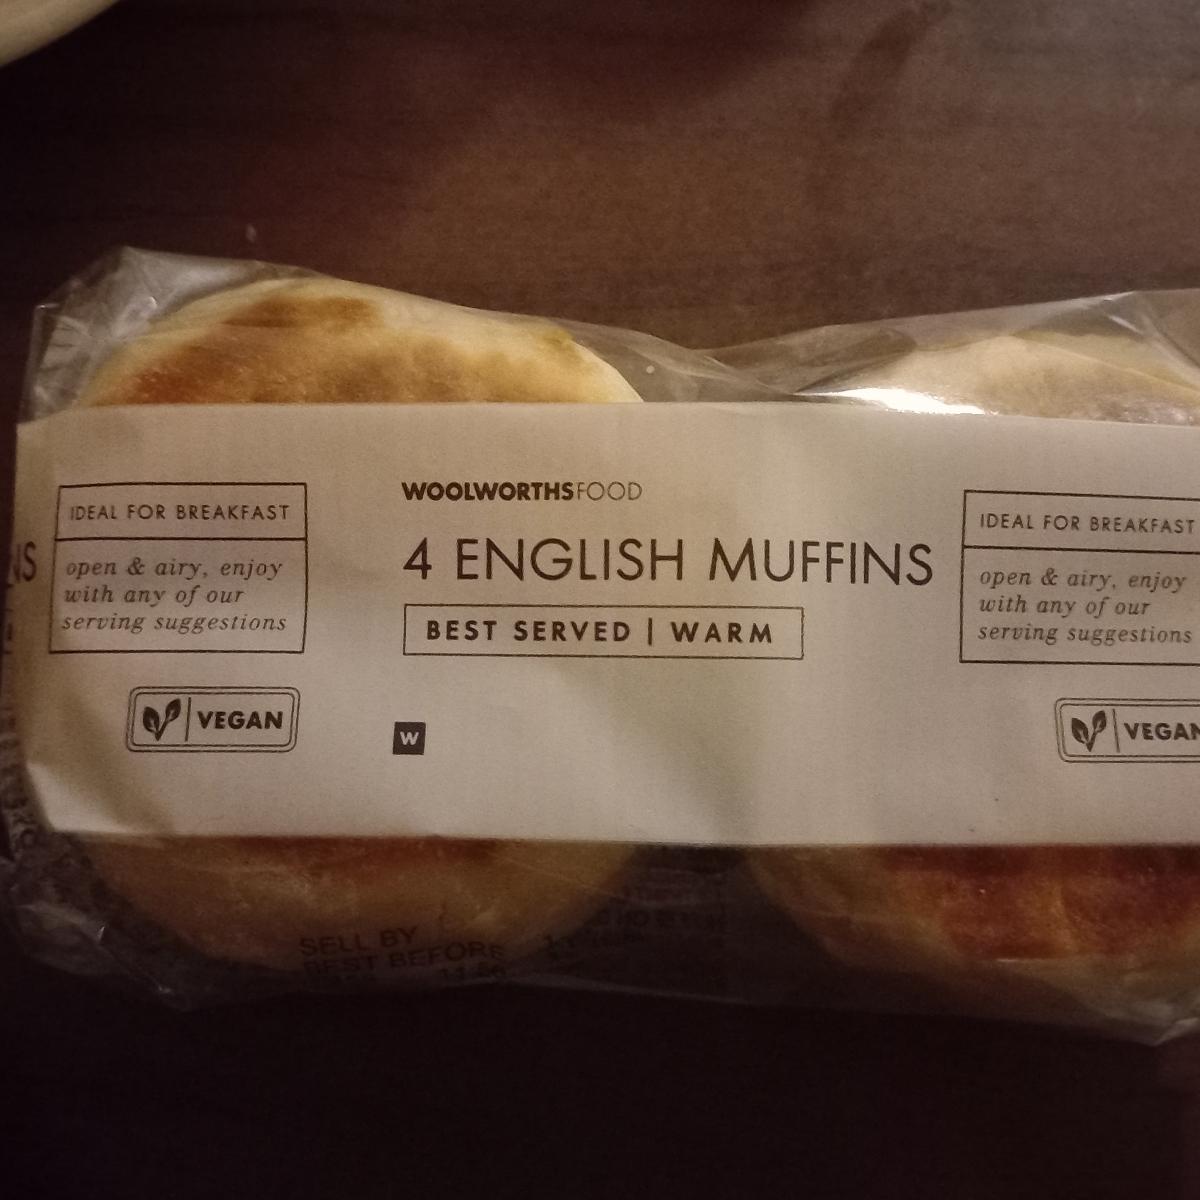 NS
IDEAL FOR BREAKFAST
open & airy, enjoy
with any of our
serving suggestions
VEGAN
WOOLWORTHSFOOD
4 ENGLISH MUFFINS
BEST SERVED | WARM
W
IDEAL FOR BREAKFAST
open & airy, enjoy
with any of our
serving suggestions
VEGAN
SELL BY
BEST BEFORE